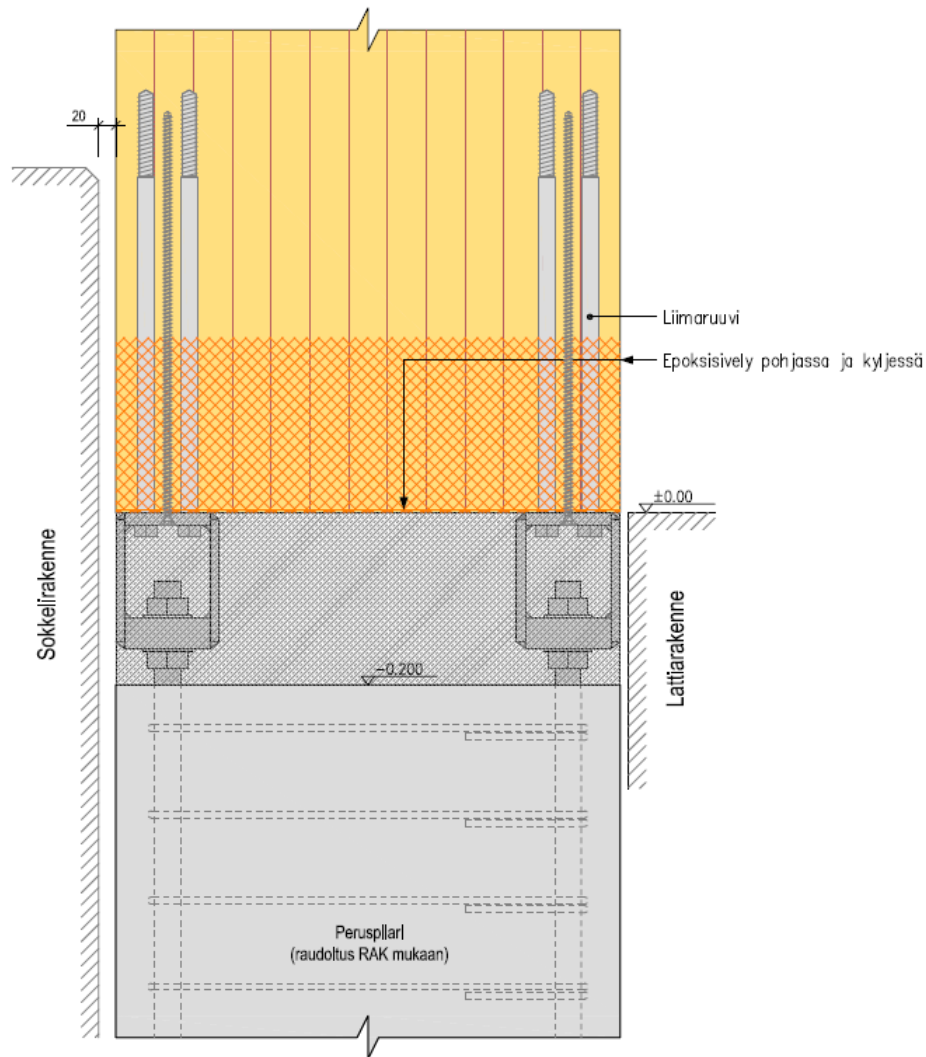 20
Liimaruuvi
Epoksisively pohjassa ja kyljessä
±0.00
Sokkelirakenne
Lattiarakenne
-0.200
Peruspilari
(raudoitus RAK mukaan)